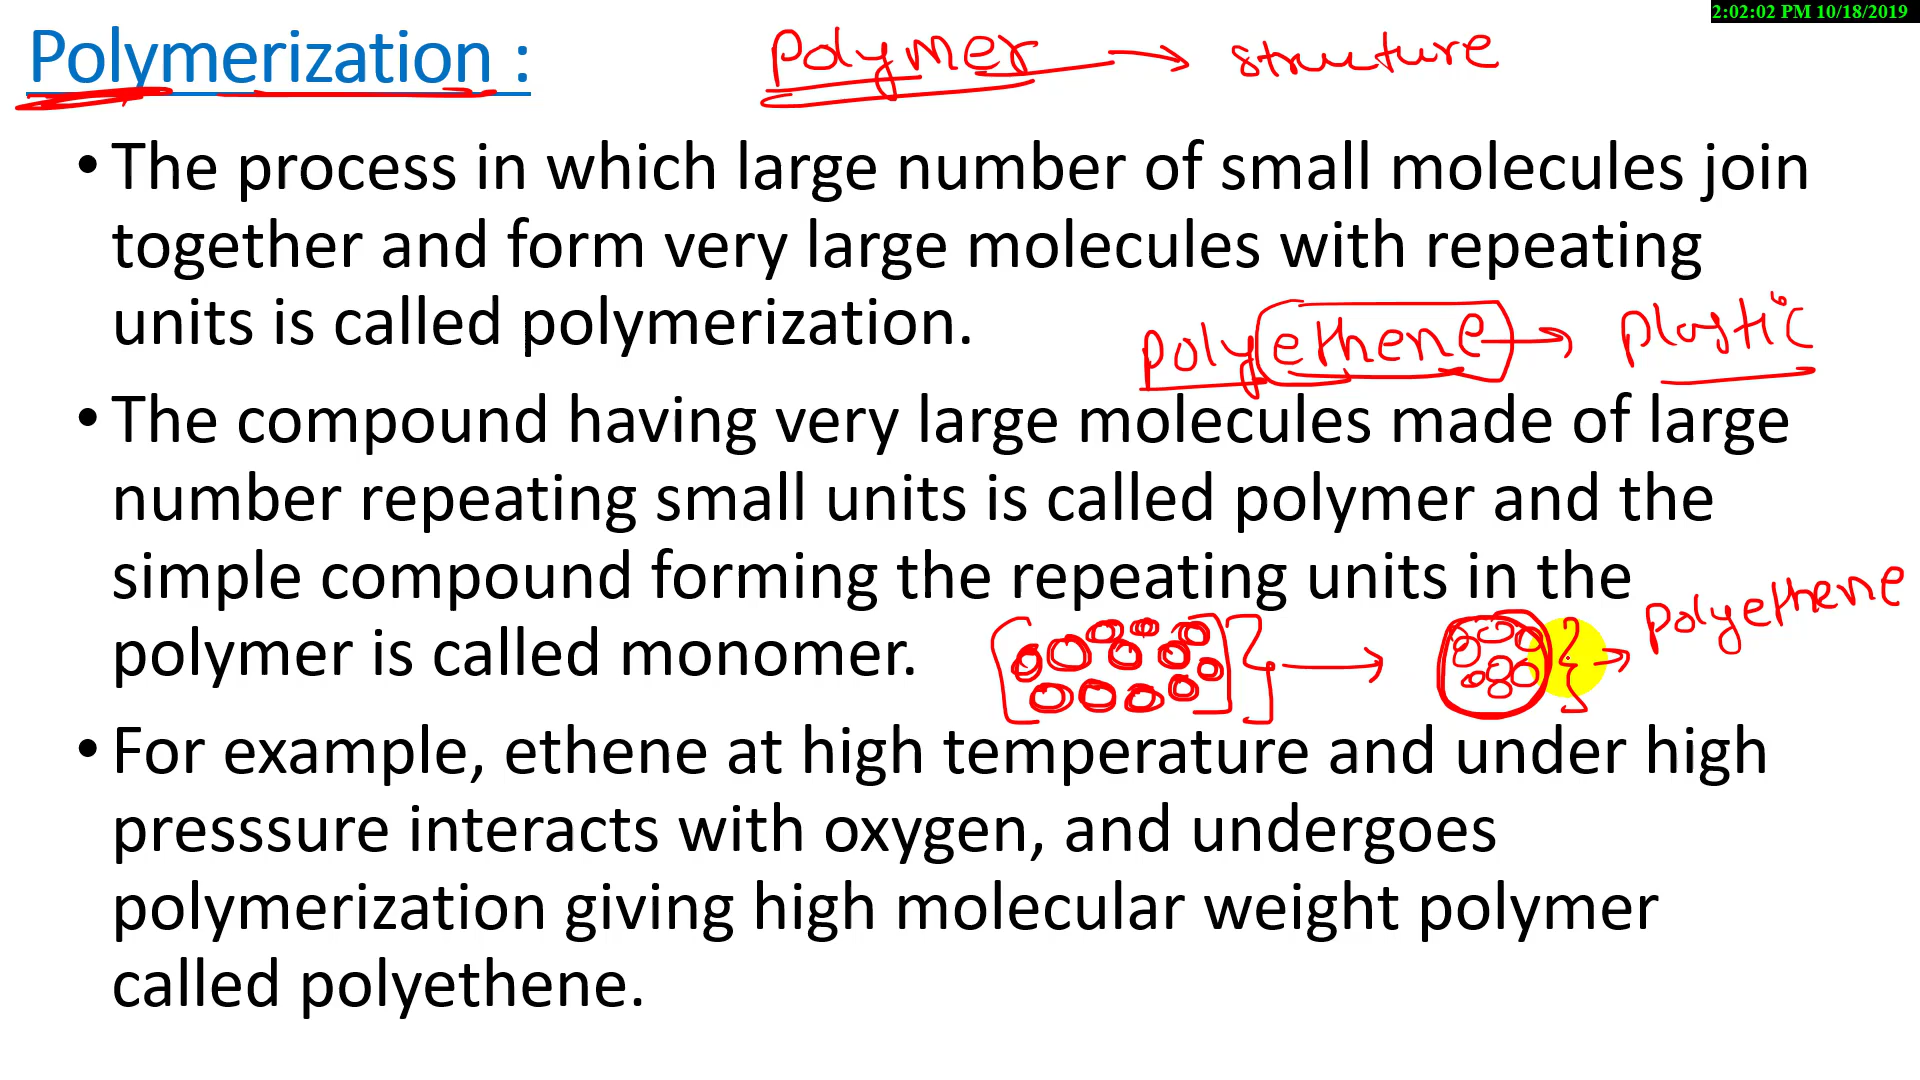 2:02:02 PM 10/18/2019
Polymerization :
polymer → structure
• The process in which large number of small molecules join
together and form very large molecules with repeating
units is called polymerization.
polyethene → plastic
• The compound having very large molecules made of large
number repeating small units is called polymer and the
simple compound forming the repeating units in the
polymer is called monomer.
polyethene
• For example, ethene at high temperature and under high
presssure interacts with oxygen, and undergoes
polymerization giving high molecular weight polymer
called polyethene.